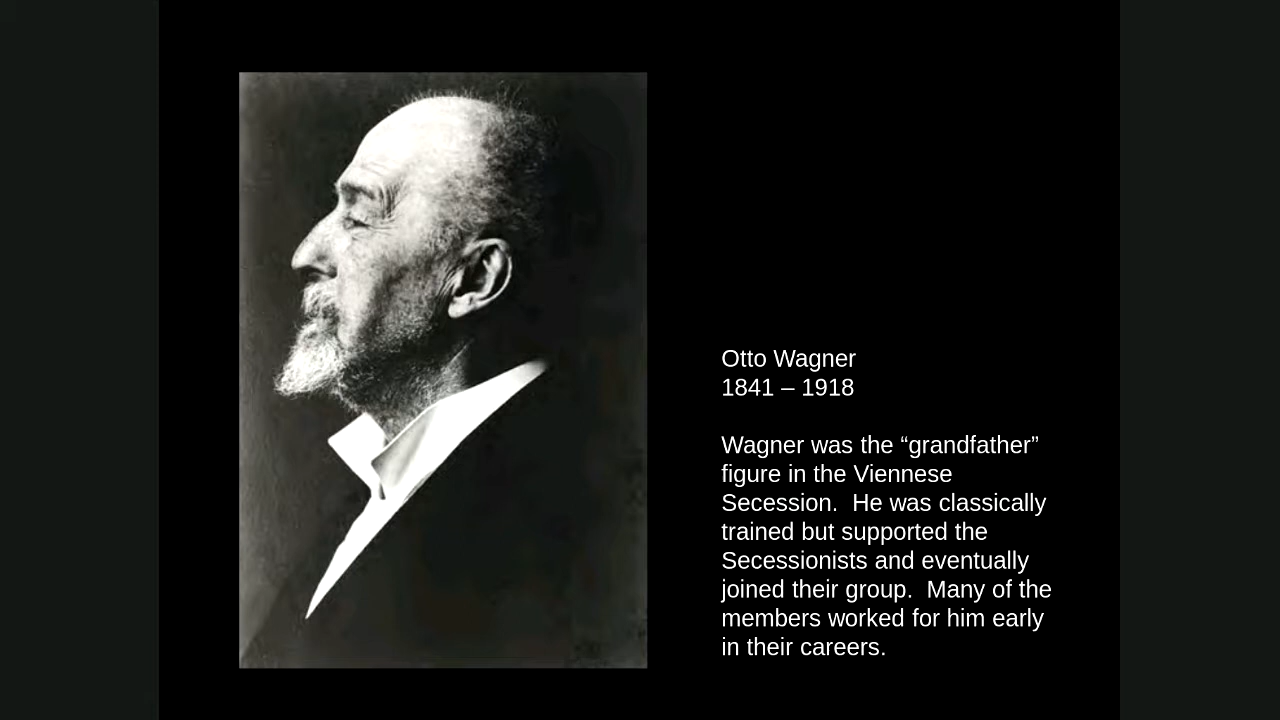 Otto Wagner
1841 – 1918
Wagner was the “grandfather”
figure in the Viennese
Secession.  He was classically
trained but supported the
Secessionists and eventually
joined their group.  Many of the
members worked for him early
in their careers.